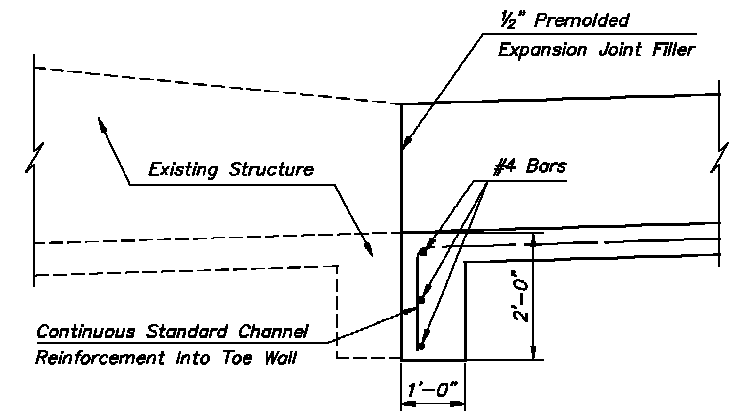 ½" Premolded
Expansion Joint Filler
Existing Structure
#4 Bars
2'-0"
Continuous Standard Channel
Reinforcement Into Toe Wall
1'-0"